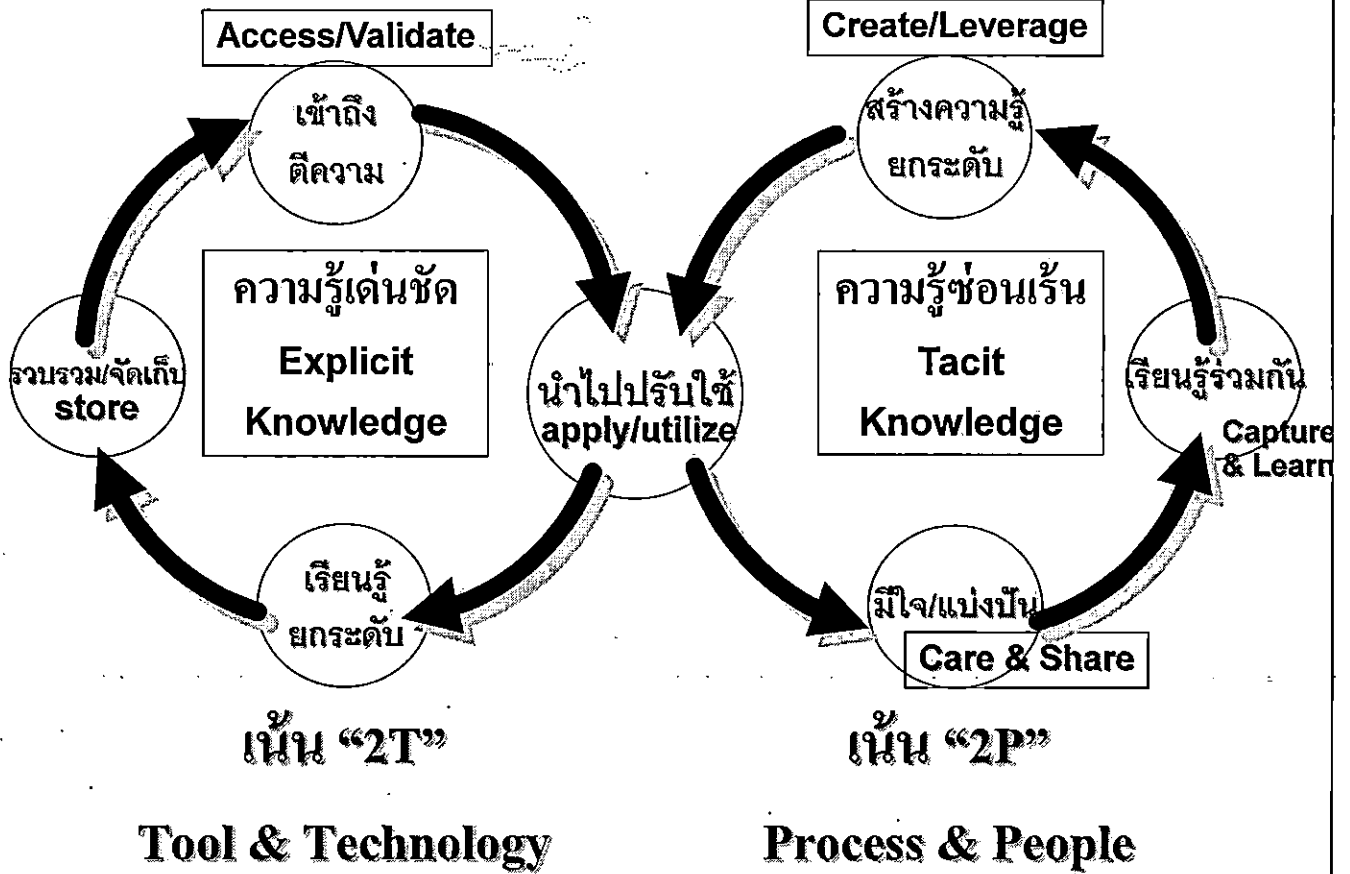 Access/Validate
เข้าถึง
ตีความ
ความรู้เด่นชัด
Explicit
Knowledge
รวบรวม/จัดเก็บ
store
เรียนรู้
ยกระดับ
นำไปปรับใช้
apply/utilize
Create/Leverage
สร้างความรู้
ยกระดับ
ความรู้ซ่อนเร้น
Tacit
Knowledge
เรียนรู้ร่วมกัน
Capture
& Learn
มีใจ/แบ่งปัน
Care & Share
เน้น “2T”
Tool & Technology
เน้น “2P”
Process & People